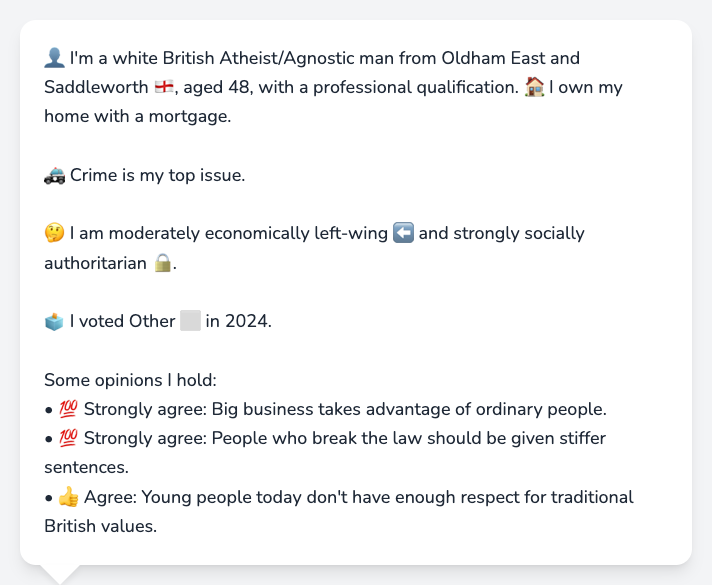 👤 I'm a white British Atheist/Agnostic man from Oldham East and
Saddleworth 🏴󠁧󠁢󠁥󠁮󠁧󠁿, aged 48, with a professional qualification. 🏠 I own my
home with a mortgage.
🚓 Crime is my top issue.
🤔 I am moderately economically left-wing ⬅️ and strongly socially
authoritarian 🔒.
🗳️ I voted Other ⬜ in 2024.
Some opinions I hold:
• 💯 Strongly agree: Big business takes advantage of ordinary people.
• 💯 Strongly agree: People who break the law should be given stiffer
sentences.
• 👍 Agree: Young people today don't have enough respect for traditional
British values.